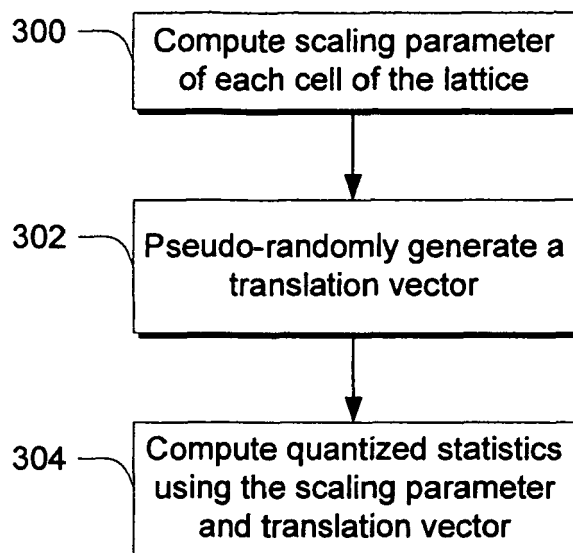 300
Compute scaling parameter
of each cell of the lattice
302
Pseudo-randomly generate a
translation vector
304
Compute quantized statistics
using the scaling parameter
and translation vector